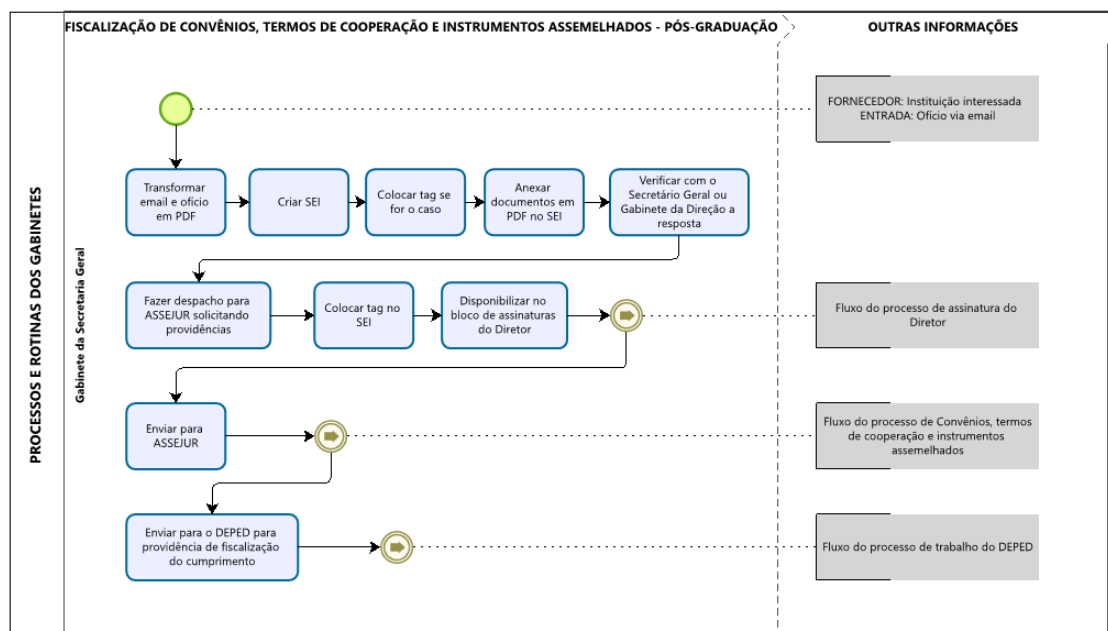 FISCALIZAÇÃO DE CONVÊNIOS, TERMOS DE COOPERAÇÃO E INSTRUMENTOS ASSEMELHADOS - PÓS-GRADUAÇÃO
OUTRAS INFORMAÇÕES
PROCESSOS E ROTINAS DOS GABINETES
Gabinete da Secretaria Geral
FORNECEDOR: Instituição interessada
ENTRADA: Ofício via email
Transformar
email e ofício
em PDF
Criar SEI
Colocar tag se
for o caso
Anexar
documentos em
PDF no SEI
Verificar com o
Secretário Geral ou
Gabinete da Direção a
resposta
Fazer despacho para
ASSEJUR solicitando
providências
Colocar tag no
SEI
Disponibilizar no
bloco de assinaturas
do Diretor
Fluxo do processo de assinatura do
Diretor
Enviar para
ASSEJUR
Fluxo do processo de Convênios, termos
de cooperação e instrumentos
assemelhados
Enviar para o DEPED para
providência de fiscalização
do cumprimento
Fluxo do processo de trabalho do DEPED